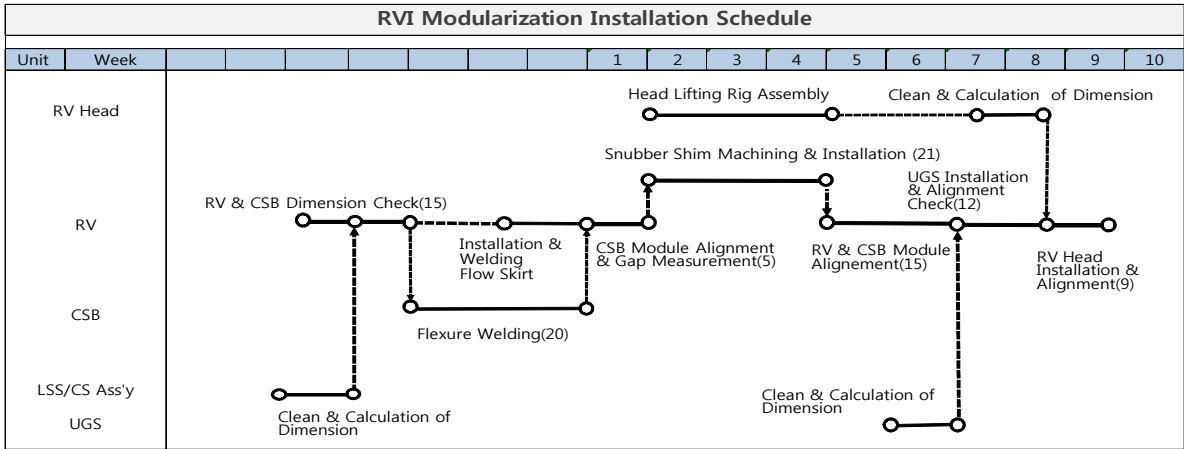 RVI Modularization Installation Schedule
Unit Week 1 2 3 4 5 6 7 8 9 10
RV Head
Head Lifting Rig Assembly
Clean & Calculation of Dimension
Snubber Shim Machining & Installation (21)
RV
RV & CSB Dimension Check(15)
Installation &
Welding
Flow Skirt
CSB Module Alignment
& Gap Measurement(5)
UGS Installation
& Alignment
Check(12)
RV & CSB Module
Alignement(15)
RV Head
Installation &
Alignment(9)
CSB
Flexure Welding(20)
LSS/CS Ass'y
Clean & Calculation of
Dimension
UGS
Clean & Calculation of
Dimension